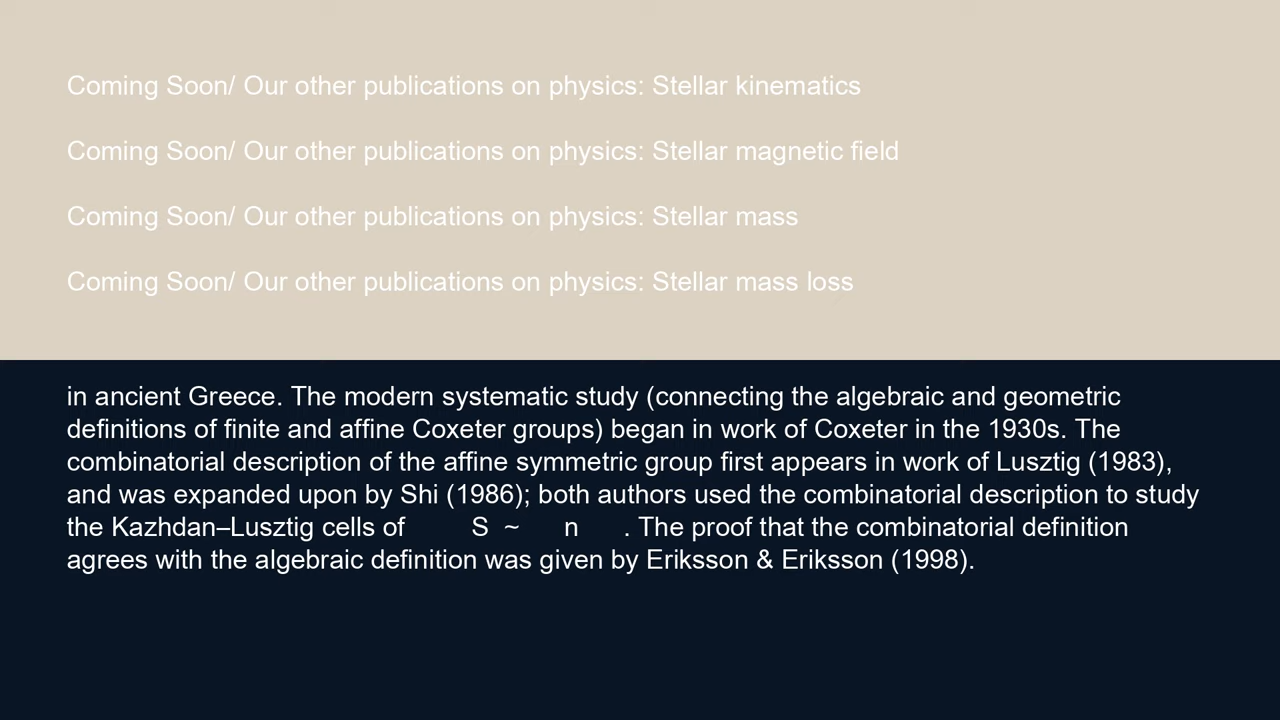 Coming Soon/ Our other publications on physics: Stellar kinematics
Coming Soon/ Our other publications on physics: Stellar magnetic field
Coming Soon/ Our other publications on physics: Stellar mass
Coming Soon/ Our other publications on physics: Stellar mass loss
in ancient Greece. The modern systematic study (connecting the algebraic and geometric
definitions of finite and affine Coxeter groups) began in work of Coxeter in the 1930s. The
combinatorial description of the affine symmetric group first appears in work of Lusztig (1983),
and was expanded upon by Shi (1986); both authors used the combinatorial description to study
the Kazhdan–Lusztig cells of S ~ n . The proof that the combinatorial definition
agrees with the algebraic definition was given by Eriksson & Eriksson (1998).